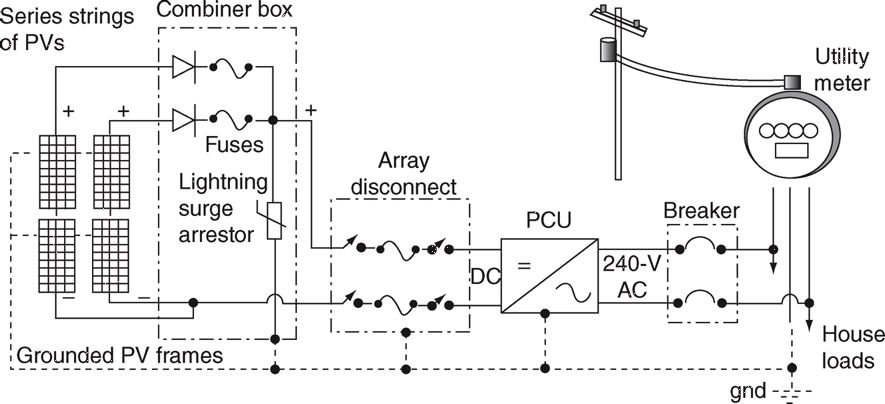 Series strings
of PVs
Combiner box
Utility
meter
+
+
+
Fuses
Array
disconnect
Lightning
surge
arrestor
PCU
Breaker
=
DC
240-V
AC
–
–
Grounded PV frames
House
loads
gnd